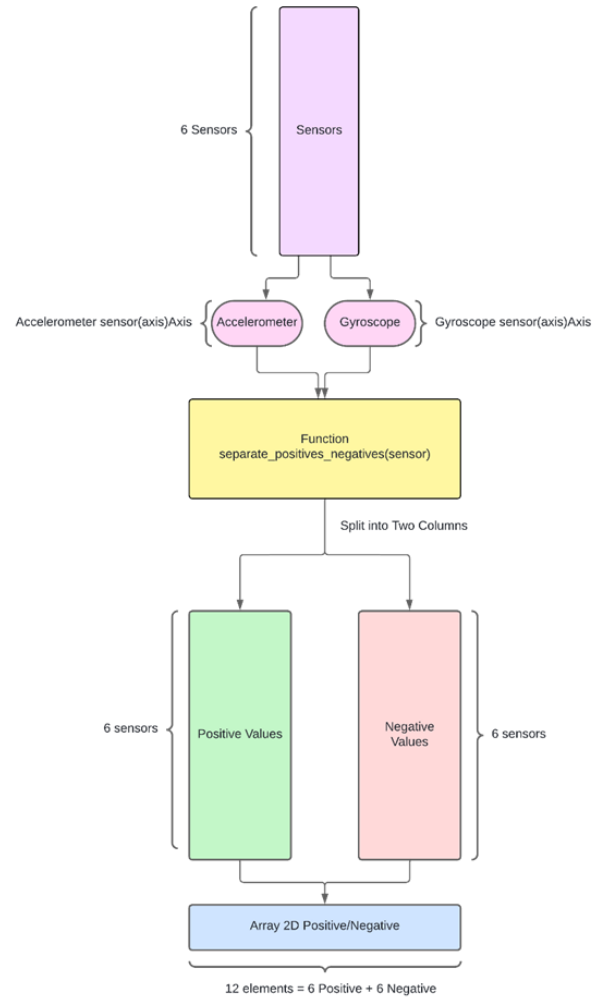 6 Sensors
Sensors
Accelerometer sensor(axis)Axis
Accelerometer
Gyroscope
Gyroscope sensor(axis)Axis
Function
separate_positives_negatives(sensor)
Split into Two Columns
6 sensors
Positive Values
Negative
Values
6 sensors
Array 2D Positive/Negative
12 elements = 6 Positive + 6 Negative